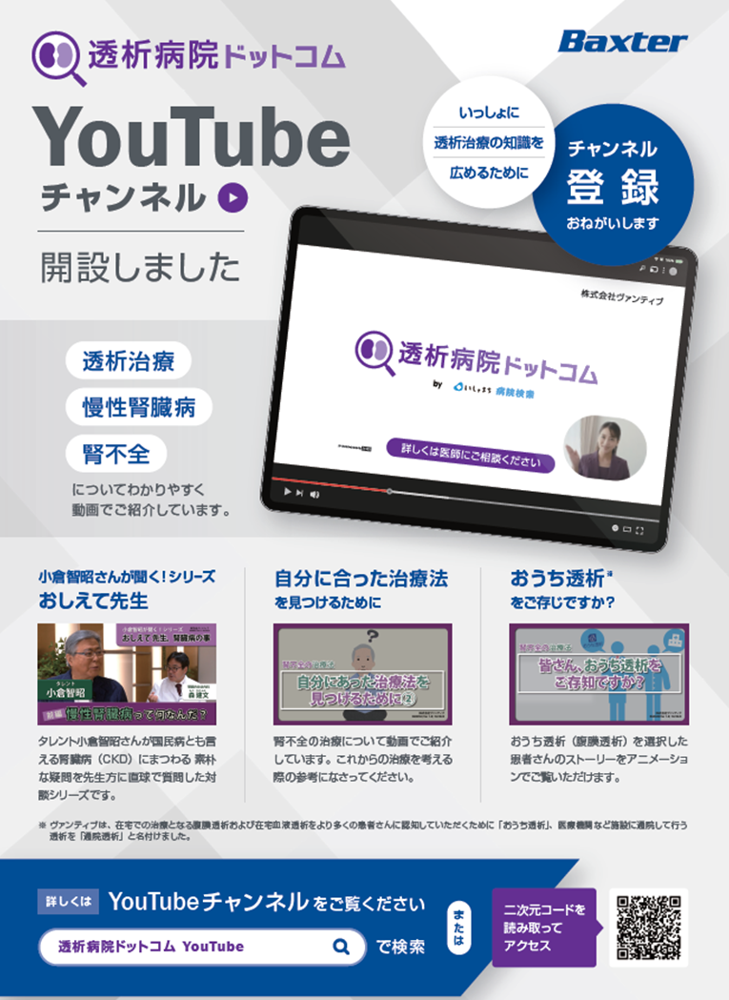 透析病院ドットコム
Baxter
YouTube
チャンネル
開設しました
いっしょに
透析治療の知識を
広めるために
チャンネル
登録
おねがいします
株式会社ヴァンティブ
透析病院ドットコム
by いしまち 病院検索
詳しくは医師にご相談ください
透析治療
慢性腎臓病
腎不全
についてわかりやすく
動画でご紹介しています。
小倉智昭さんが聞く!シリーズ
おしえて先生
小倉智昭が聞く!シリーズ
おしえて先生 腎臓病の事
タレント
小倉智昭
森 建文
前編 慢性腎臓病って何なんだ?
タレント小倉智昭さんが国民病とも言
える腎臓病(CKD)にまつわる 素朴
な疑問を先生方に直球で質問した対
談シリーズです。
自分に合った治療法
を見つけるために
?
腎不全の治療法
自分にあった治療法を
見つけるために②
腎不全の治療について動画でご紹介
しています。これからの治療を考える
際の参考になさってください。
おうち透析※
をご存じですか?
腎不全の治療法
皆さん、おうち透析を
ご存知ですか?
おうち透析(腹膜透析)を選択した
患者さんのストーリーをアニメーショ
ンでご覧いただけます。
※ ヴァンティブは、在宅での治療となる腹膜透析および在宅血液透析をより多くの患者さんに認知していただくために「おうち透析」、医療機関など施設に通院して行う
透析を「通院透析」と名付けました。
詳しくは YouTubeチャンネルをご覧ください
透析病院ドットコム YouTube で検索
または
二次元コードを
読み取って
アクセス